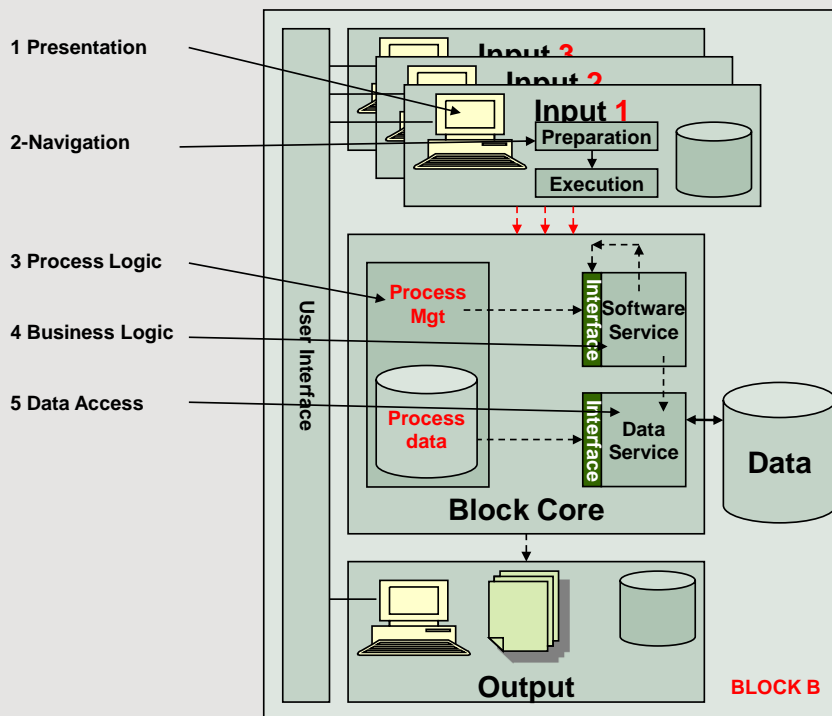 1 Presentation
2-Navigation
3 Process Logic
4 Business Logic
5 Data Access
User Interface
Input 3
Input 2
Input 1
Preparation
Execution
Process
Mgt
Interface
Software
Service
Process
data
Interface
Data
Service
Block Core
Data
Output
BLOCK B